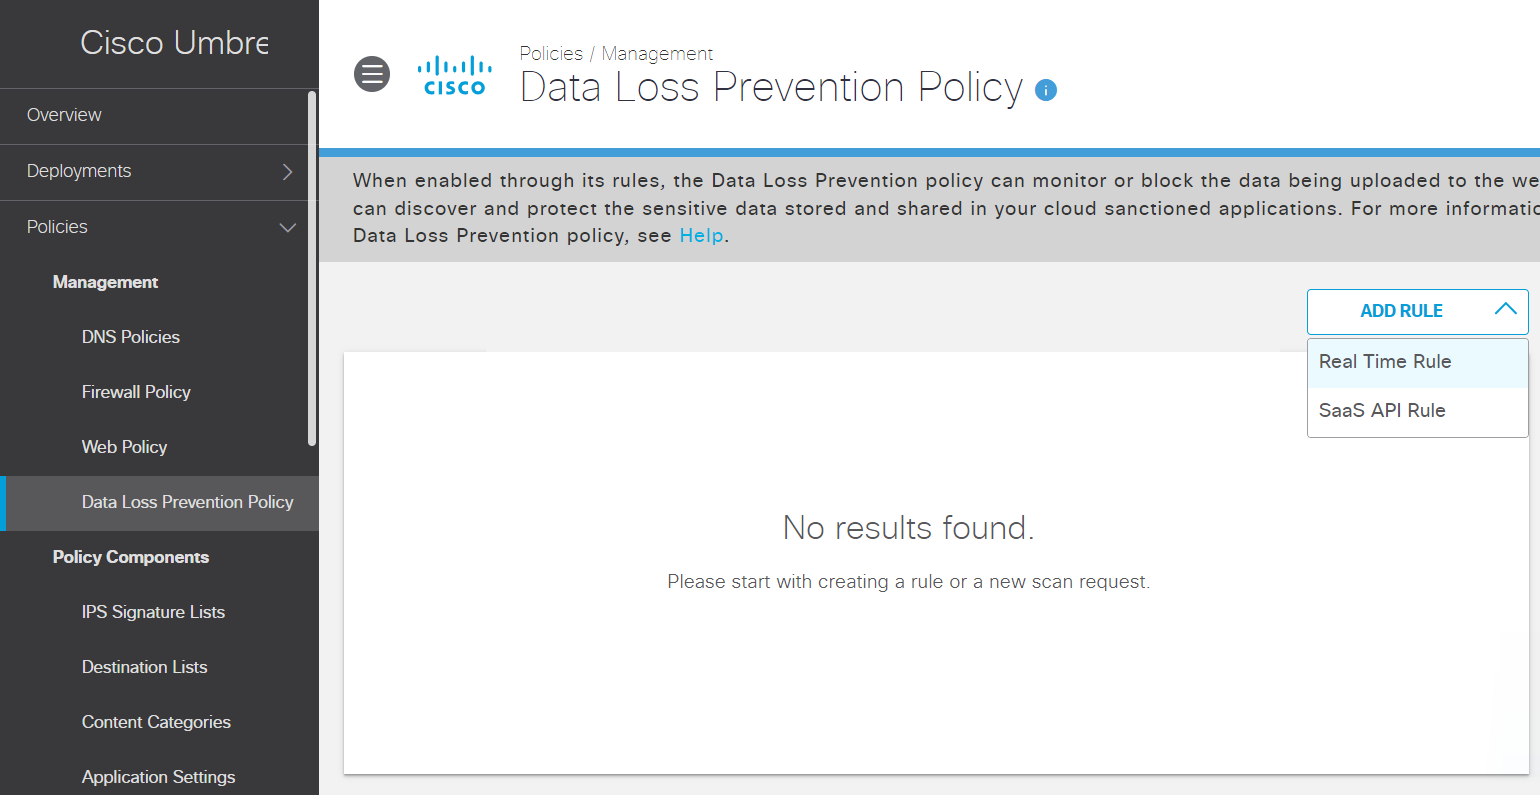 Cisco Umbre
Overview
Deployments
Policies
Management
DNS Policies
Firewall Policy
Web Policy
Data Loss Prevention Policy
Policy Components
IPS Signature Lists
Destination Lists
Content Categories
Application Settings
CISCO
Policies / Management
Data Loss Prevention Policy
When enabled through its rules, the Data Loss Prevention policy can monitor or block the data being uploaded to the we
can discover and protect the sensitive data stored and shared in your cloud sanctioned applications. For more informatio
Data Loss Prevention policy, see Help.
ADD RULE
Real Time Rule
SaaS API Rule
No results found.
Please start with creating a rule or a new scan request.